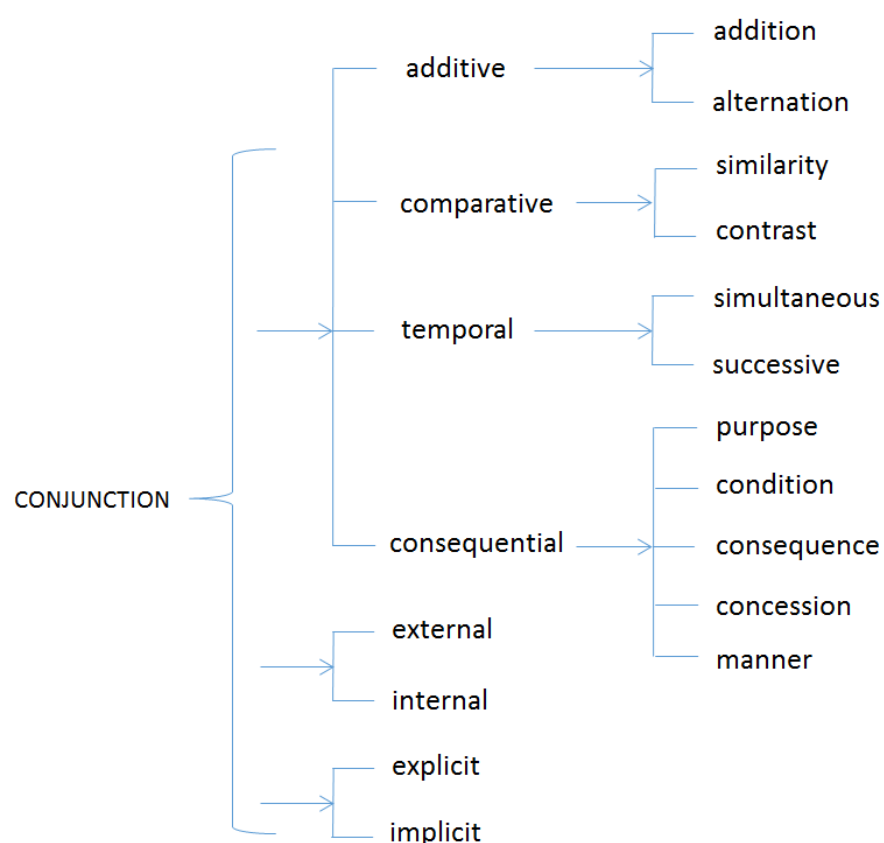 addition
additive
alternation
similarity
comparative
contrast
simultaneous
temporal
successive
purpose
condition
CONJUNCTION
consequential
consequence
concession
external
manner
internal
explicit
implicit